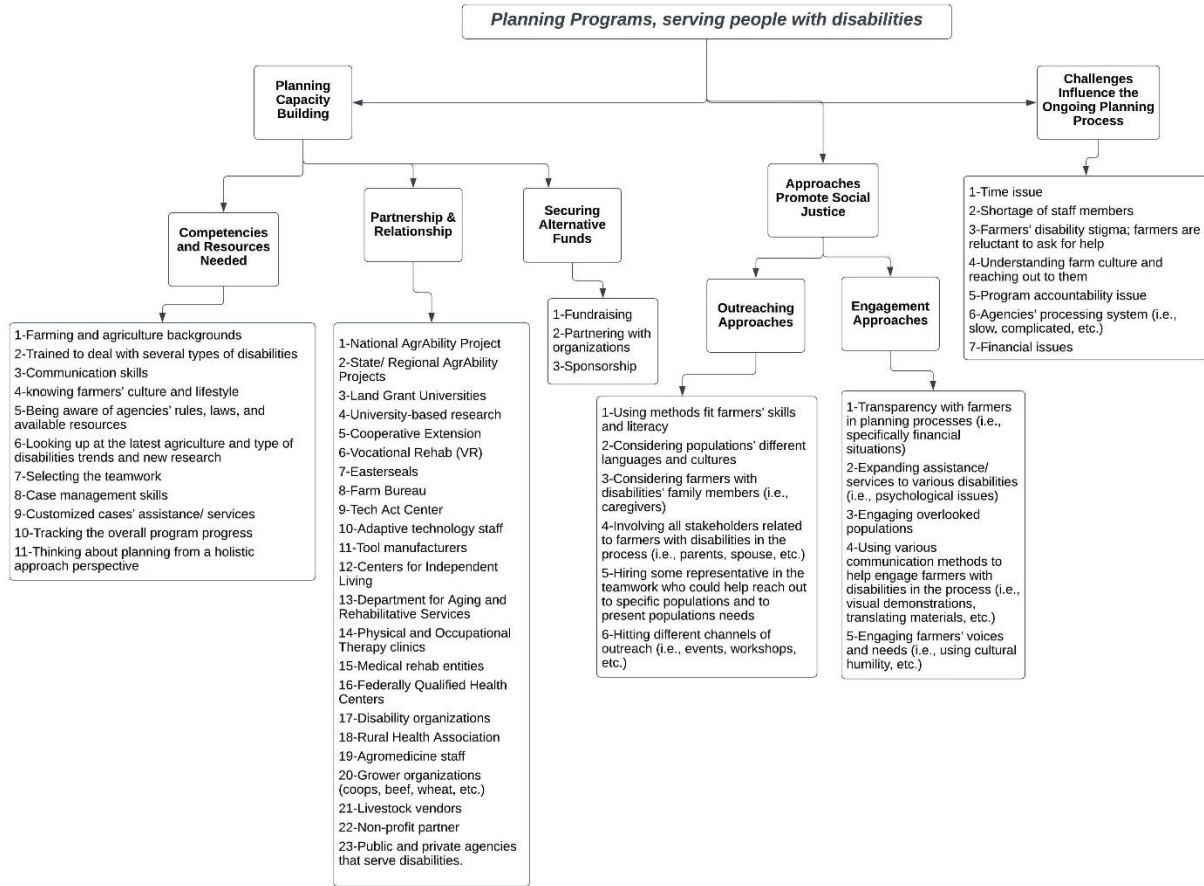 Planning Programs, serving people with disabilities
Planning
Capacity
Building
Challenges
Influence the
Ongoing Planning
Process
Approaches
Promote Social
Justice
Competencies
and Resources
Needed
Partnership &
Relationship
Securing
Alternative
Funds
Outreaching
Approaches
Engagement
Approaches
1-Time issue
2-Shortage of staff members
3-Farmers' disability stigma; farmers are
reluctant to ask for help
4-Understanding farm culture and
reaching out to them
5-Program accountability issue
6-Agencies' processing system (i.e.,
slow, complicated, etc.)
7-Financial issues
1-Farming and agriculture backgrounds
2-Trained to deal with several types of disabilities
3-Communication skills
4-knowing farmers' culture and lifestyle
5-Being aware of agencies' rules, laws, and
available resources
6-Looking up at the latest agriculture and type of
disabilities trends and new research
7-Selecting the teamwork
8-Case management skills
9-Customized cases' assistance/ services
10-Tracking the overall program progress
11-Thinking about planning from a holistic
approach perspective
1-National AgrAbility Project
2-State/ Regional AgrAbility
Projects
3-Land Grant Universities
4-University-based research
5-Cooperative Extension
6-Vocational Rehab (VR)
7-Easterseals
8-Farm Bureau
9-Tech Act Center
10-Adaptive technology staff
11-Tool manufacturers
12-Centers for Independent
Living
13-Department for Aging and
Rehabilitative Services
14-Physical and Occupational
Therapy clinics
15-Medical rehab entities
16-Federally Qualified Health
Centers
17-Disability organizations
18-Rural Health Association
19-Agromedicine staff
20-Grower organizations
(coops, beef, wheat, etc.)
21-Livestock vendors
22-Non-profit partner
23-Public and private agencies
that serve disabilities.
1-Fundraising
2-Partnering with
organizations
3-Sponsorship
1-Using methods fit farmers' skills
and literacy
2-Considering populations' different
languages and cultures
3-Considering farmers with
disabilities' family members (i.e.,
caregivers)
4-Involving all stakeholders related
to farmers with disabilities in the
process (i.e., parents, spouse, etc.)
5-Hiring some representative in the
teamwork who could help reach out
to specific populations and to
present populations needs
6-Hitting different channels of
outreach (i.e., events, workshops,
etc.)
1-Transparency with farmers
in planning processes (i.e.,
specifically financial
situations)
2-Expanding assistance/
services to various disabilities
(i.e., psychological issues)
3-Engaging overlooked
populations
4-Using various
communication methods to
help engage farmers with
disabilities in the process (i.e.,
visual demonstrations,
translating materials, etc.)
5-Engaging farmers' voices
and needs (i.e., using cultural
humility, etc.)